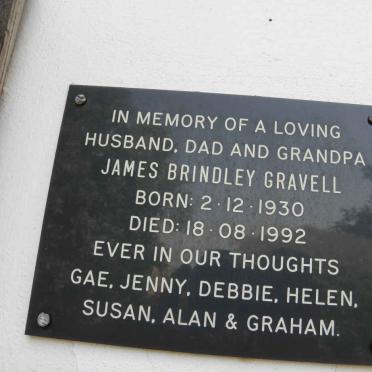 IN MEMORY OF A LOVING
HUSBAND, DAD AND GRANDPA
JAMES BRINDLEY GRAVELL
BORN: 2·12·1930
DIED: 18·08·1992
EVER IN OUR THOUGHTS
GAE, JENNY, DEBBIE, HELEN,
SUSAN, ALAN & GRAHAM.